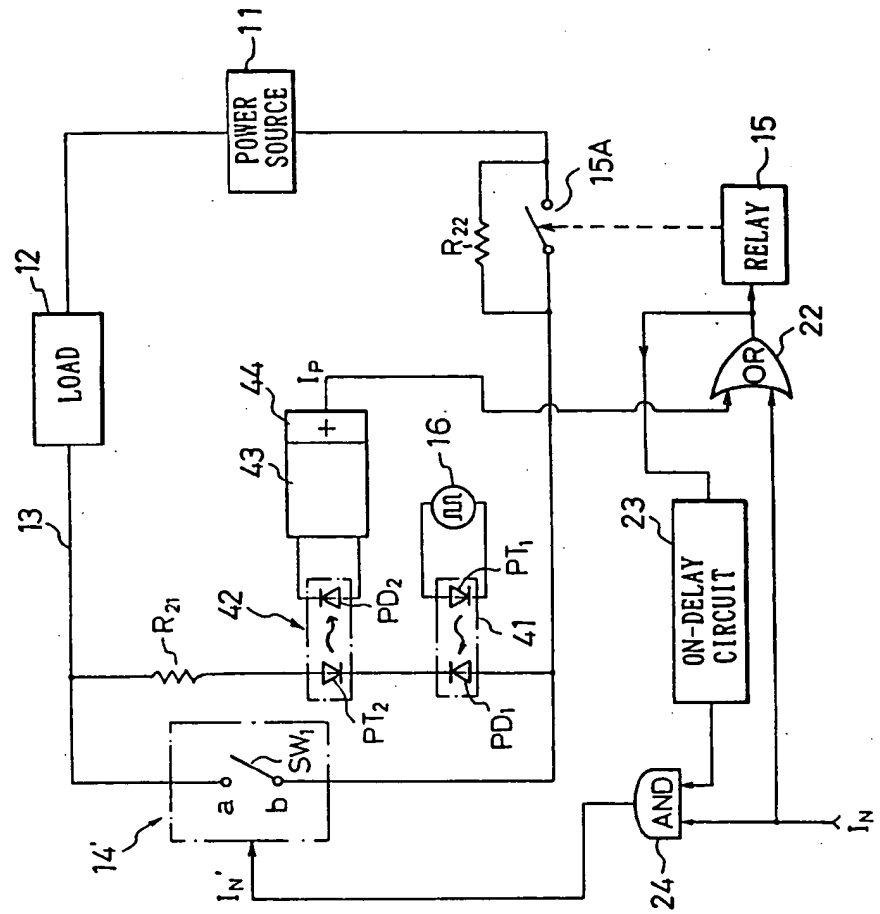 11
POWER
SOURCE
12
LOAD
13
15A
R22
44
+
43
IP
16
15
RELAY
22
OR
R21
42
PD2
PT2
PT1
41
PD1
23
ON-DELAY
CIRCUIT
14'
a
b
SW1
IN'
AND
24
IN